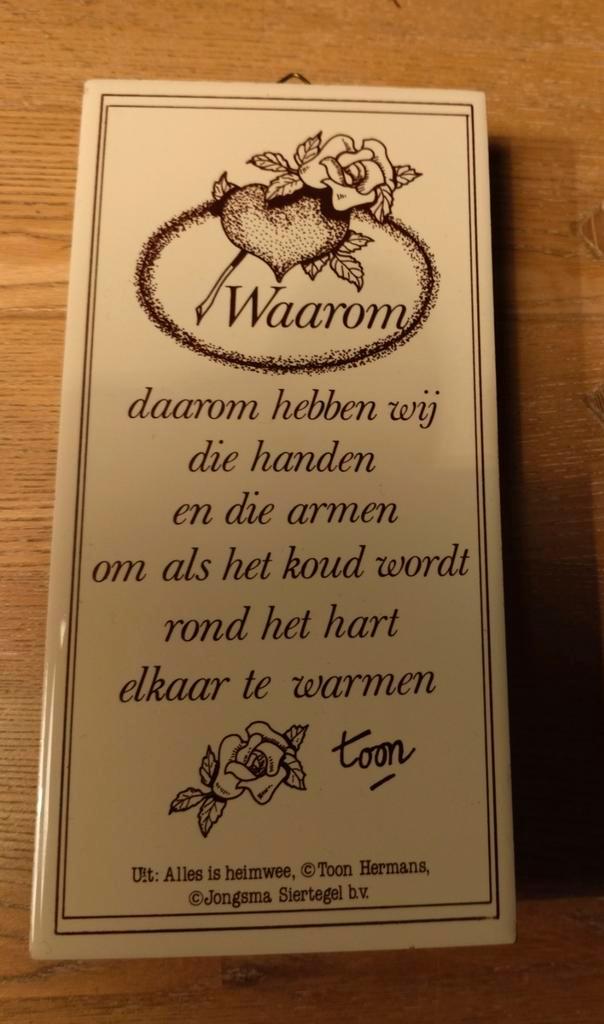 Waarom
daarom hebben wij
die handen
en die armen
om als het koud wordt
rond het hart
elkaar te warmen
toon
Uit: Alles is heimwee, ©Toon Hermans,
©Jongsma Siertegel b.v.